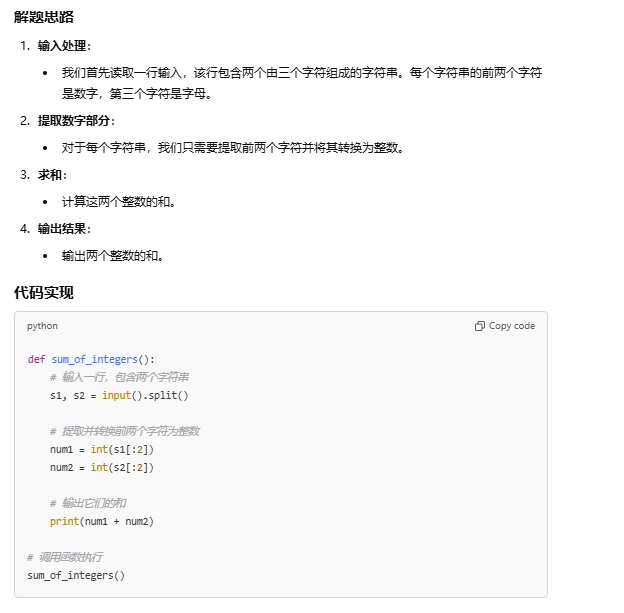 解题思路
1. 输入处理：
• 我们首先读取一行输入，该行包含两个由三个字符组成的字符串。每个字符串的前两个字符
是数字，第三个字符是字母。
2. 提取数字部分：
• 对于每个字符串，我们只需要提取前两个字符并将其转换为整数。
3. 求和：
• 计算这两个整数的和。
4. 输出结果：
• 输出两个整数的和。
代码实现
python Copy code
def sum_of_integers():
    # 输入一行，包含两个字符串
    s1, s2 = input().split()
    # 提取并转换前两个字符为整数
    num1 = int(s1[:2])
    num2 = int(s2[:2])
    # 输出它们的和
    print(num1 + num2)
# 调用函数执行
sum_of_integers()